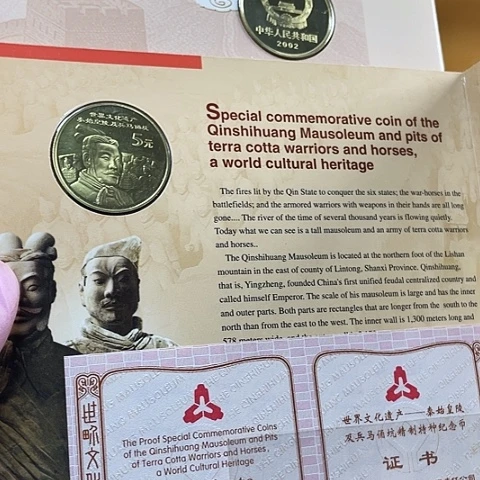 中华人民共和国
2002
世界文化遗产
秦始皇陵及兵马俑坑
5元
Special commemorative coin of the
Qinshihuang Mausoleum and pits of
terra cotta warriors and horses,
a world cultural heritage
The fires lit by the Qin State to conquer the six states; the war-horses in the
battlefields; and the armored warriors with weapons in their hands are all long
gone.... The river of the time of several thousand years is flowing quietly.
Today what we can see is a tall mausoleum and an army of terra cotta warriors
and horses..
The Qinshihuang Mausoleum is located at the northern foot of the Lishan
mountain in the east of county of Lintong, Shanxi Province. Qinshihuang,
that is, Yingzheng, founded China's first unified feudal centralized country and
called himself Emperor. The scale of his mausoleum is large and has the inner
and outer parts. Both parts are rectangles that are longer from the south to the
north than from the east to the west. The inner wall is 1,300 meters long and
578 meters wide, and the
世界文
The Proof Special Commemorative Coins
of the Qinshihuang Mausoleum and Pits
of Terra Cotta Warriors and Horses,
a World Cultural Heritage
世界文化遗产——秦始皇陵
及兵马俑坑精制特种纪念币
证书